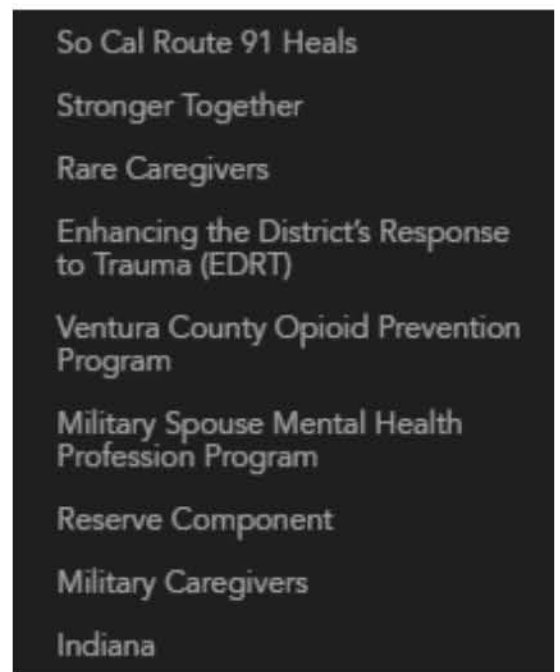 So Cal Route 91 Heals
Stronger Together
Rare Caregivers
Enhancing the District's Response
to Trauma (EDRT)
Ventura County Opioid Prevention
Program
Military Spouse Mental Health
Profession Program
Reserve Component
Military Caregivers
Indiana